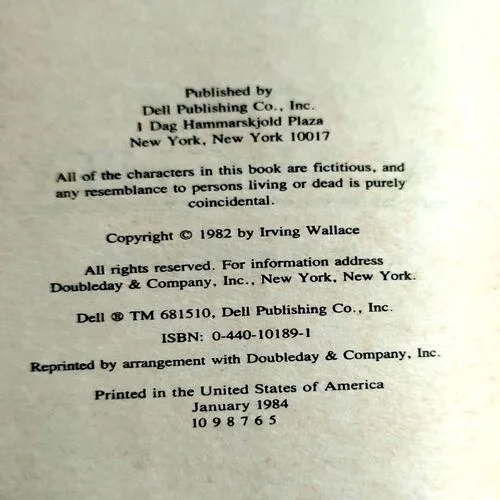 Published by
Dell Publishing Co., Inc.
1 Dag Hammarskjold Plaza
New York, New York 10017
All of the characters in this book are fictitious, and
any resemblance to persons living or dead is purely
coincidental.
Copyright © 1982 by Irving Wallace
All rights reserved. For information address
Doubleday & Company, Inc., New York, New York.
Dell ® TM 681510, Dell Publishing Co., Inc.
ISBN: 0-440-10189-1
Reprinted by arrangement with Doubleday & Company, Inc.
Printed in the United States of America
January 1984
10 9 8 7 6 5